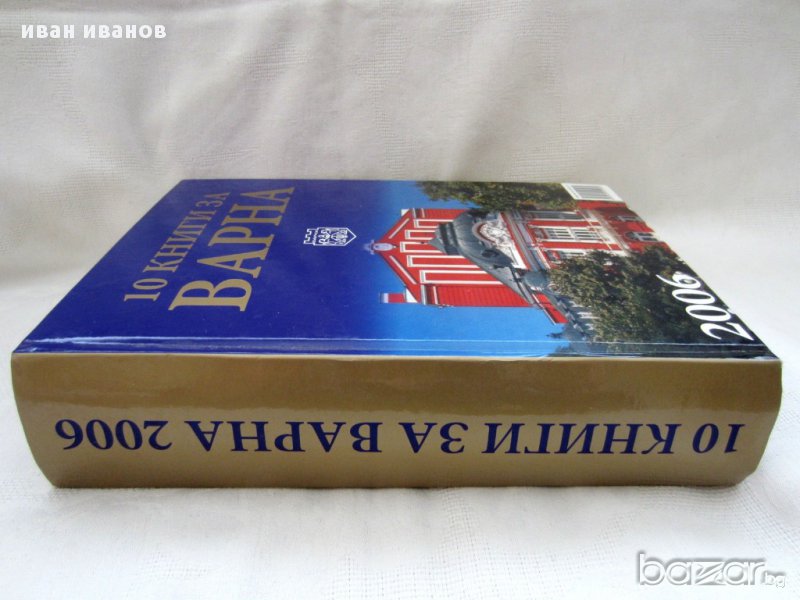 иван иванов
10 КНИГИ ЗА
ВАРНА
2006
10 КНИГИ ЗА ВАРНА 2006
bazar.bg